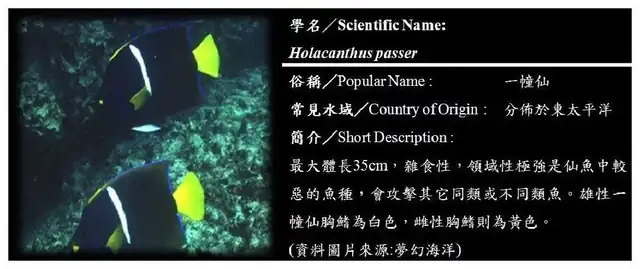 學名／Scientific Name:
Holacanthus passer
俗稱／Popular Name : 一幢仙
常見水域／Country of Origin : 分佈於東太平洋
簡介／Short Description :
最大體長35cm，雜食性，領域性極強是仙魚中較
惡的魚種，會攻擊其它同類或不同類魚。雄性一
幢仙胸鰭為白色，雌性胸鰭則為黃色。
(資料圖片來源:夢幻海洋)